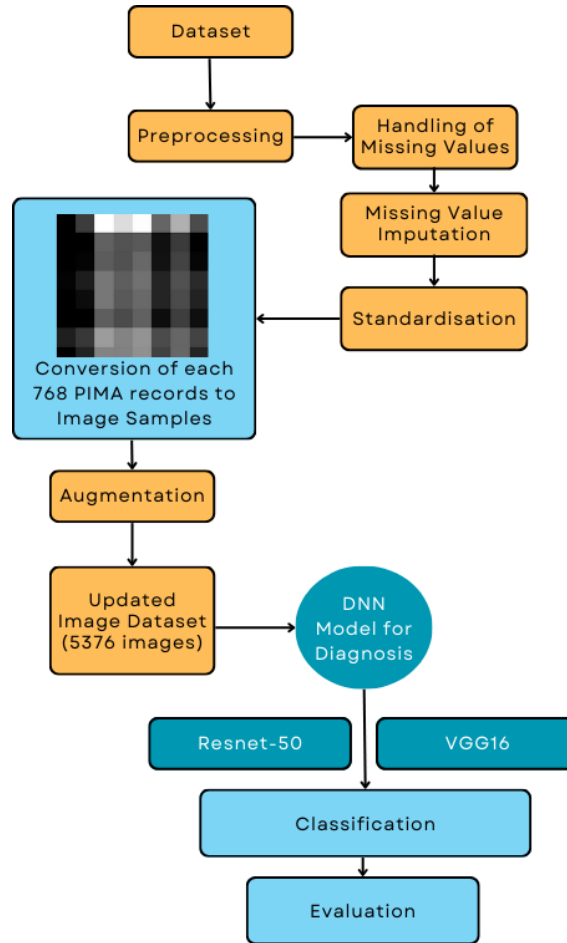 Dataset
Preprocessing
Handling of
Missing Values
Missing Value
Imputation
Standardisation
Conversion of each
768 PIMA records to
Image Samples
Augmentation
Updated
Image Dataset
(5376 images)
DNN
Model for
Diagnosis
Resnet-50
VGG16
Classification
Evaluation